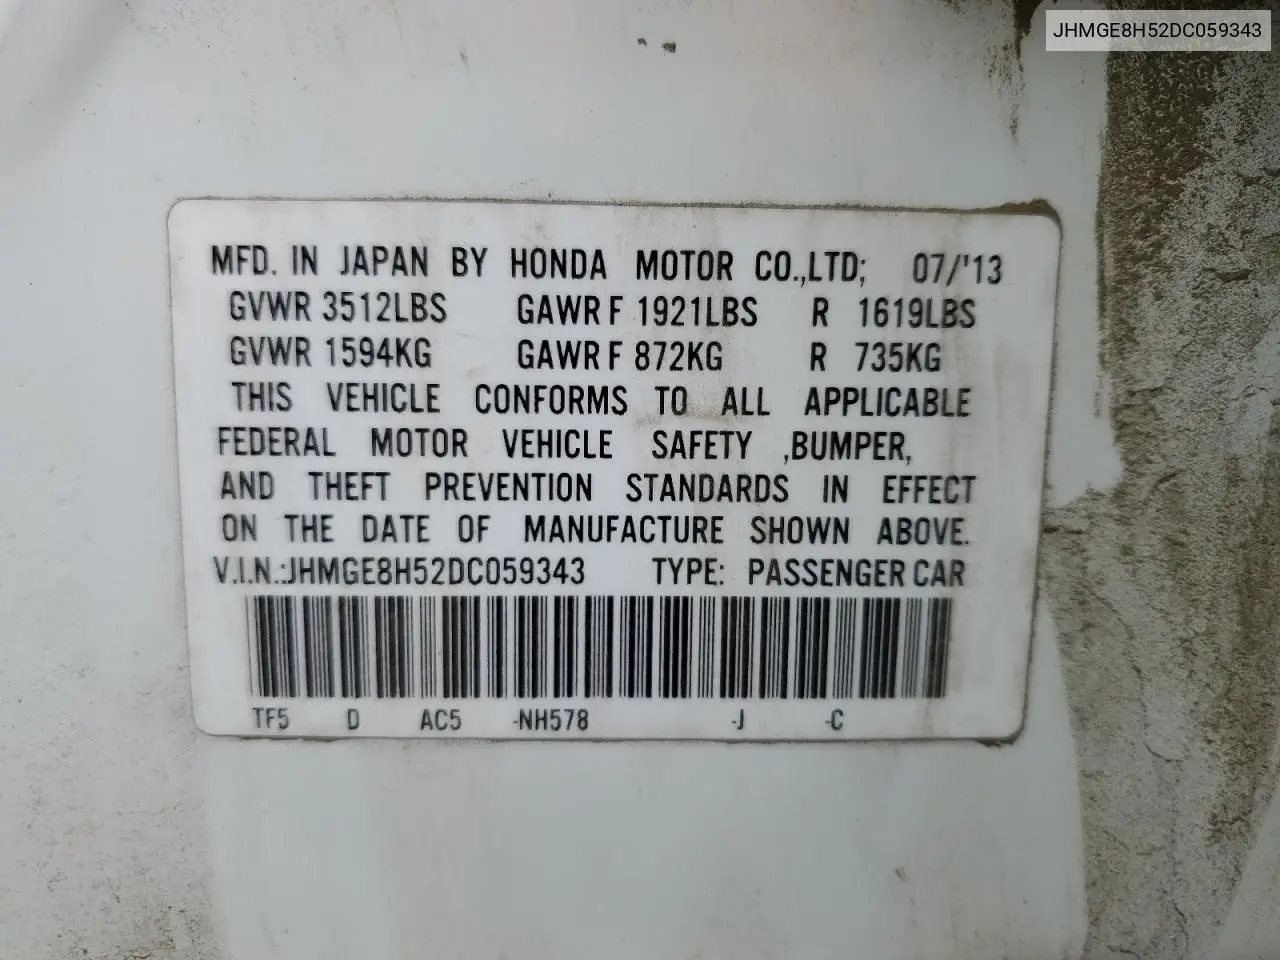 JHMGE8H52DC059343
MFD. IN JAPAN BY HONDA MOTOR CO.,LTD; 07/'13
GVWR 3512LBS GAWR F 1921LBS R 1619LBS
GVWR 1594KG GAWR F 872KG R 735KG
THIS VEHICLE CONFORMS TO ALL APPLICABLE
FEDERAL MOTOR VEHICLE SAFETY ,BUMPER,
AND THEFT PREVENTION STANDARDS IN EFFECT
ON THE DATE OF MANUFACTURE SHOWN ABOVE.
V.I.N.:JHMGE8H52DC059343 TYPE: PASSENGER CAR
TF5 D AC5 -NH578 -J -C